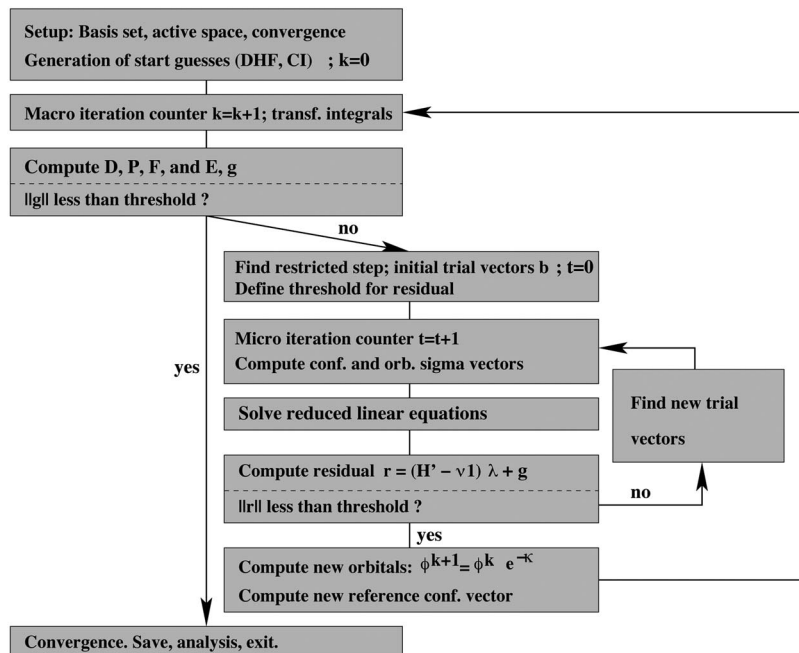 Setup: Basis set, active space, convergence
Generation of start guesses (DHF, CI) ; k=0
Macro iteration counter k=k+1; transf. integrals
Compute D, P, F, and E, g
||g|| less than threshold ?
no
Find restricted step; initial trial vectors b ; t=0
Define threshold for residual
Micro iteration counter t=t+1
Compute conf. and orb. sigma vectors
yes
Find new trial
vectors
Solve reduced linear equations
Compute residual r = (H' − ν1) λ + g
||r|| less than threshold ?
no
yes
Compute new orbitals: ϕ^k+1 = ϕ^k e^−κ
Compute new reference conf. vector
Convergence. Save, analysis, exit.